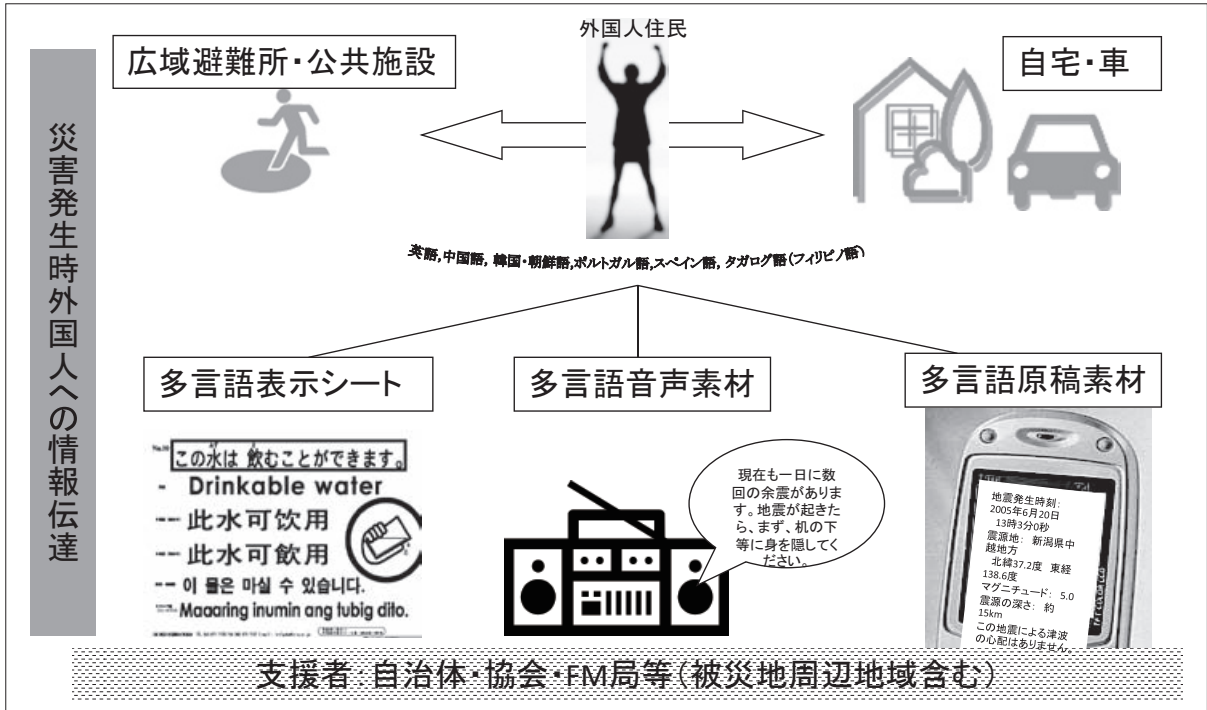 外国人住民
広域避難所・公共施設
自宅・車
災害発生時外国人への情報伝達
英語,中国語, 韓国・朝鮮語,ポルトガル語,スペイン語, タガログ語(フィリピノ語)
多言語表示シート
多言語音声素材
多言語原稿素材
この水は 飲むことができます。
Drinkable water
此水可饮用
此水可飲用
이 물은 마실 수 있습니다.
Maaaring inumin ang tubig dito.
現在も一日に数
回の余震がありま
す。地震が起きた
ら、まず、机の下
等に身を隠してく
ださい。
地震発生時刻:
2005年6月20日
13時3分0秒
震源地: 新潟県中
越地方
北緯37.2度 東経
138.6度
マグニチュード: 5.0
震源の深さ: 約
15km
この地震による津波
の心配はありません。
支援者:自治体・協会・FM局等(被災地周辺地域含む)